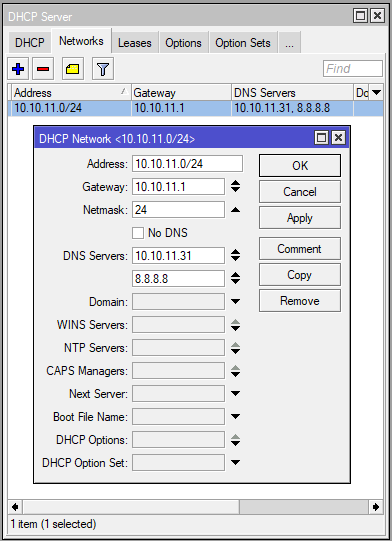 DHCP Server
DHCP Networks Leases Options Option Sets ...
Find
Address Gateway DNS Servers Do
10.10.11.0/24 10.10.11.1 10.10.11.31, 8.8.8.8
DHCP Network <10.10.11.0/24>
Address: 10.10.11.0/24 OK
Gateway: 10.10.11.1 Cancel
Netmask: 24 Apply
No DNS
DNS Servers: 10.10.11.31 Comment
8.8.8.8 Copy
Domain: Remove
WINS Servers:
NTP Servers:
CAPS Managers:
Next Server:
Boot File Name:
DHCP Options:
DHCP Option Set:
1 item (1 selected)